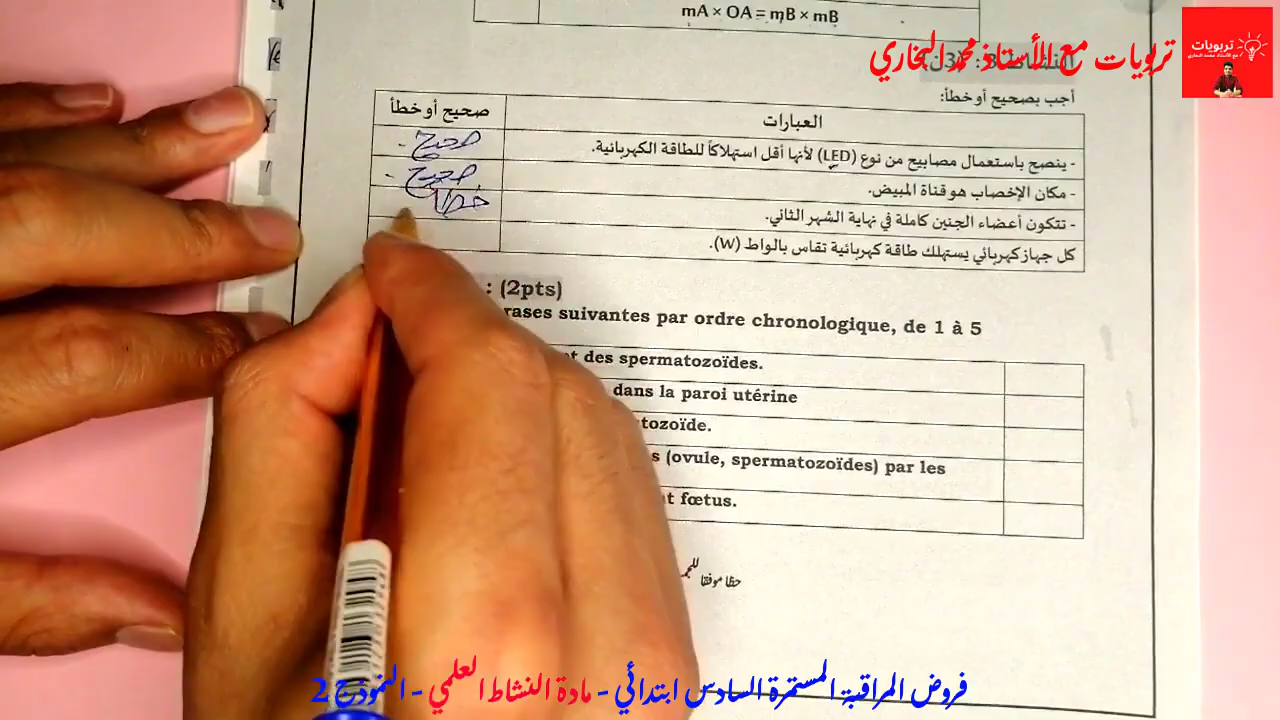 mA × OA = mB × mB
تربويات مع الأستاذ محمد البخاري
تربويات
أجب بصحيح أو خطأ:
العبارات
صحيح أو خطأ
- ينصح باستعمال مصابيح من نوع (LED) لأنها أقل استهلاكاً للطاقة الكهربائية.
صحيح -
- مكان الإخصاب هو قناة المبيض.
صحيح -
- تتكون أعضاء الجنين كاملة في نهاية الشهر الثاني.
خطأ
كل جهاز كهربائي يستهلك طاقة كهربائية تقاس بالواط (W).
: (2pts)
rases suivantes par ordre chronologique, de 1 à 5
t des spermatozoïdes.
dans la paroi utérine
tozoïde.
s (ovule, spermatozoïdes) par les
t fœtus.
حظا موفقا للجميع
فروض المراقبة المستمرة السادس ابتدائي - مادة النشاط العلمي - النموذج 2